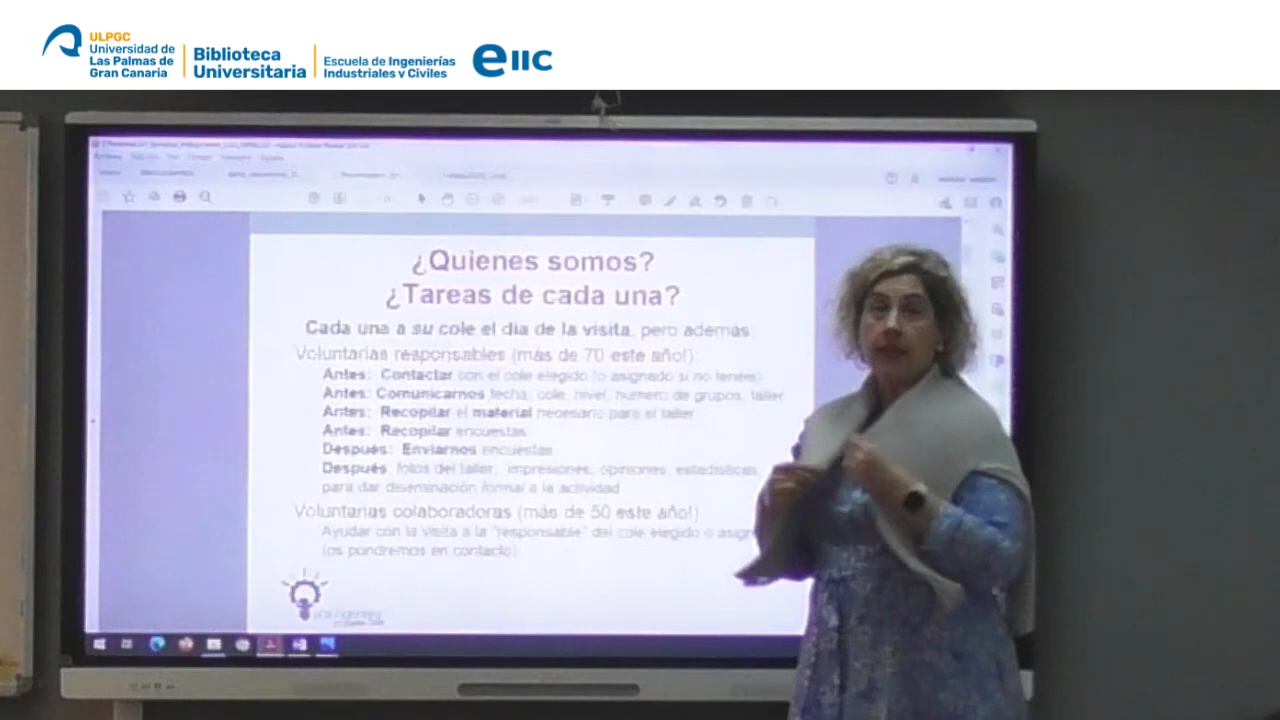 ULPGC
Universidad de
Las Palmas de
Gran Canaria
Biblioteca
Universitaria
Escuela de Ingenierías
Industriales y Civiles
eiic
¿Quienes somos?
¿Tareas de cada una?
Cada una a su cole el dia de la visita, pero además
Voluntarias responsables (más de 70 este año!):
Antes: Contactar con el cole elegido (o asignado si no tenéis)
Antes: Comunicarnos fecha, cole, nivel, numero de grupos, taller
Antes: Recopilar el material necesario para el taller
Antes: Recopilar encuestas
Después: Enviarnos encuestas
Después: fotos del taller, impresiones, opiniones, estadísticas,
para dar diseminación formal a la actividad
Voluntarias colaboradoras (más de 50 este año!)
Ayudar con la visita a la "responsable" del cole elegido o
(os pondremos en contacto)